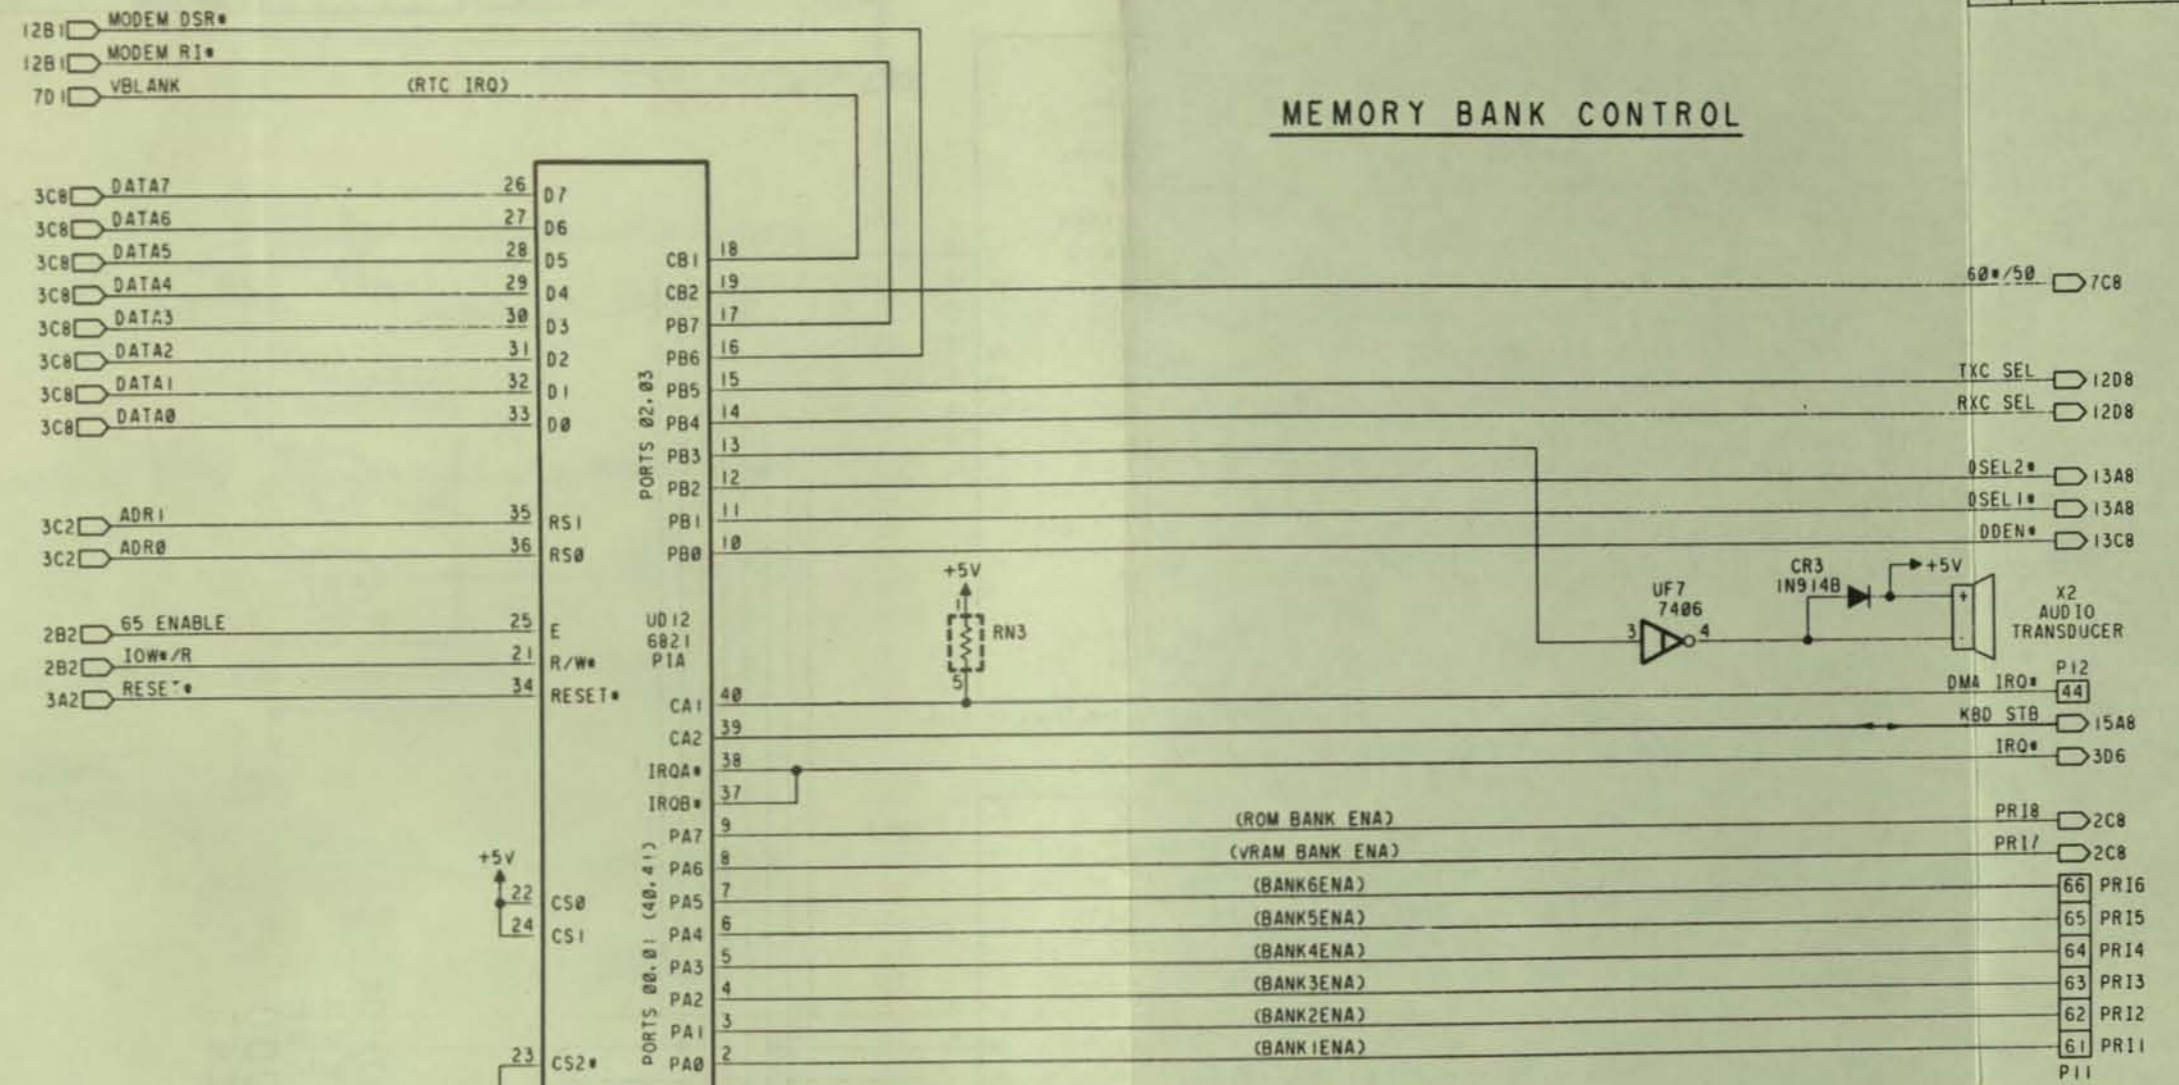 12B1 MODEM DSR*
12B1 MODEM RI*
7D1 VBLANK (RTC IRQ)
MEMORY BANK CONTROL
3C8 DATA7 26 D7
3C8 DATA6 27 D6
3C8 DATA5 28 D5
3C8 DATA4 29 D4
3C8 DATA3 30 D3
3C8 DATA2 31 D2
3C8 DATA1 32 D1
3C8 DATA0 33 D0
3C2 ADR1 35 RS1
3C2 ADR0 36 RS0
2B2 65 ENABLE 25 E
2B2 IOW*/R 21 R/W*
3A2 RESET* 34 RESET*
+5V
22 CS0
24 CS1
23 CS2*
UD12
6821
PIA
PORTS 02.03
PORTS 00.01 (40.41)
CB1 18
CB2 19 60*/50 7C8
PB7 17
PB6 16
PB5 15 TXC SEL 12D8
PB4 14 RXC SEL 12D8
PB3 13
PB2 12 DSEL2* 13A8
PB1 11 DSEL1* 13A8
PB0 10 DDEN* 13C8
+5V
1
RN3
5
UF7
7406
3 4
CR3
1N914B
+5V
+
-
X2
AUDIO
TRANSDUCER
P12
CA1 40 DMA IRQ* 44
CA2 39 KBD STB 15A8
IRQA* 38 IRQ* 3D6
IRQB* 37
PA7 9 (ROM BANK ENA) PRI8 2C8
PA6 8 (VRAM BANK ENA) PRI7 2C8
PA5 7 (BANK6ENA) 66 PRI6
PA4 6 (BANK5ENA) 65 PRI5
PA3 5 (BANK4ENA) 64 PRI4
PA2 4 (BANK3ENA) 63 PRI3
PA1 3 (BANK2ENA) 62 PRI2
PA0 2 (BANK1ENA) 61 PRI1
P11